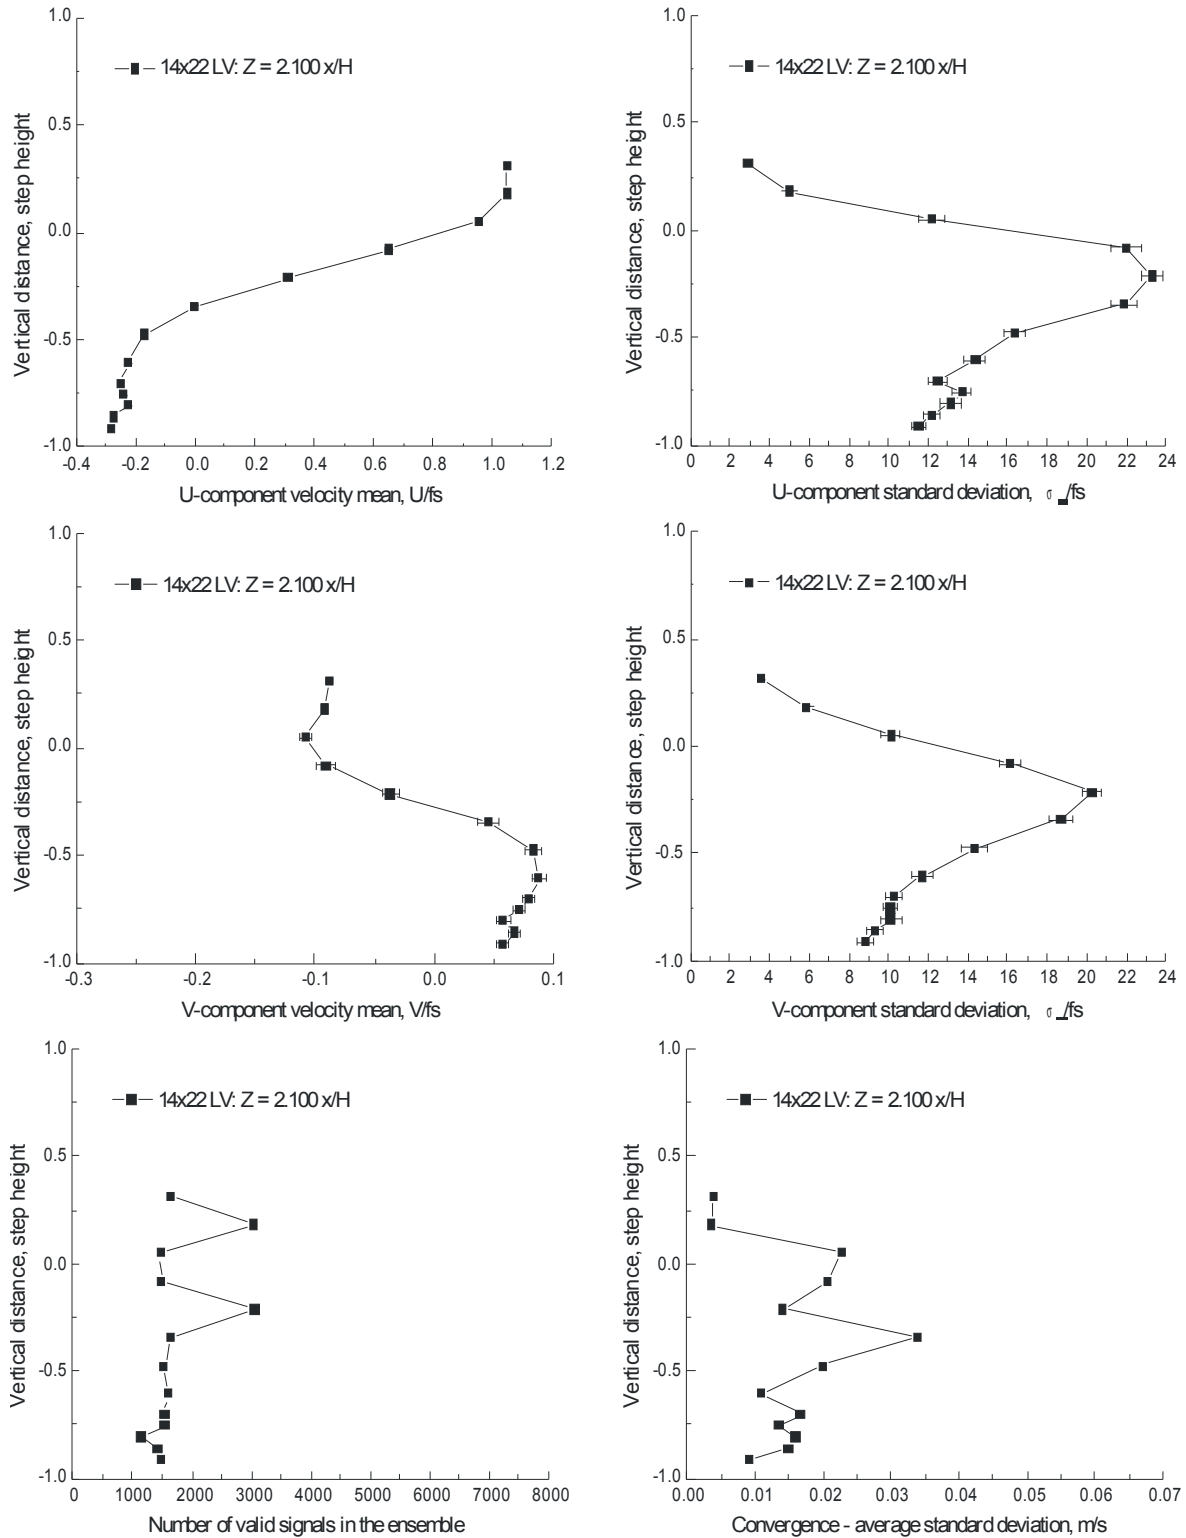 1.0
14x22 LV: Z = 2.100 x/H
0.5
0.0
-0.5
-1.0
Vertical distance, step height
-0.4 -0.2 0.0 0.2 0.4 0.6 0.8 1.0 1.2
U-component velocity mean, U/fs
1.0
14x22 LV: Z = 2.100 x/H
0.5
0.0
-0.5
-1.0
Vertical distance, step height
0 2 4 6 8 10 12 14 16 18 20 22 24
U-component standard deviation, σ_/fs
1.0
14x22 LV: Z = 2.100 x/H
0.5
0.0
-0.5
-1.0
Vertical distance, step height
-0.3 -0.2 -0.1 0.0 0.1
V-component velocity mean, V/fs
1.0
14x22 LV: Z = 2.100 x/H
0.5
0.0
-0.5
-1.0
Vertical distance, step height
0 2 4 6 8 10 12 14 16 18 20 22 24
V-component standard deviation, σ_/fs
1.0
14x22 LV: Z = 2.100 x/H
0.5
0.0
-0.5
-1.0
Vertical distance, step height
0 1000 2000 3000 4000 5000 6000 7000 8000
Number of valid signals in the ensemble
1.0
14x22 LV: Z = 2.100 x/H
0.5
0.0
-0.5
-1.0
Vertical distance, step height
0.00 0.01 0.02 0.03 0.04 0.05 0.06 0.07
Convergence - average standard deviation, m/s